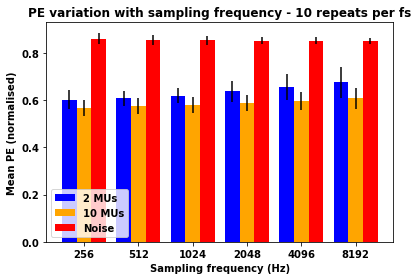 PE variation with sampling frequency - 10 repeats per fs
Mean PE (normalised)
0.8
0.6
0.4
0.2
0.0
2 MUs
10 MUs
Noise
256 512 1024 2048 4096 8192
Sampling frequency (Hz)